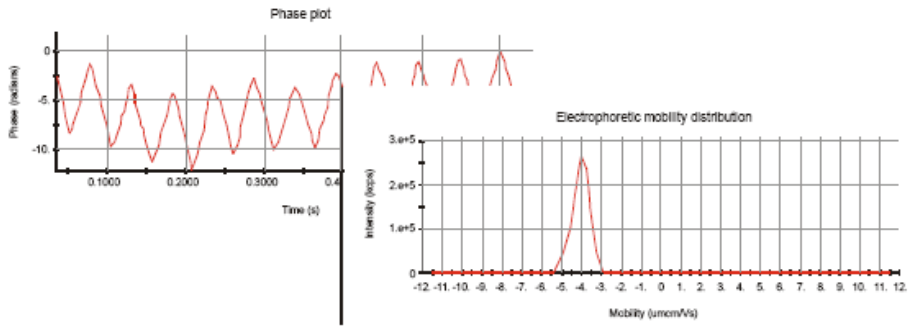 Phase plot
0
-5.
-10.
Phase (radians)
0.1000 0.2000 0.3000 0.4
Time (s)
Electrophoretic mobility distribution
3.e+5
2.e+5
1.e+5
0
Intensity (kcps)
-12. -11. -10. -9. -8. -7. -6. -5. -4. -3. -2. -1. 0 1. 2. 3. 4. 5. 6. 7. 8. 9. 10. 11. 12.
Mobility (umcm/Vs)